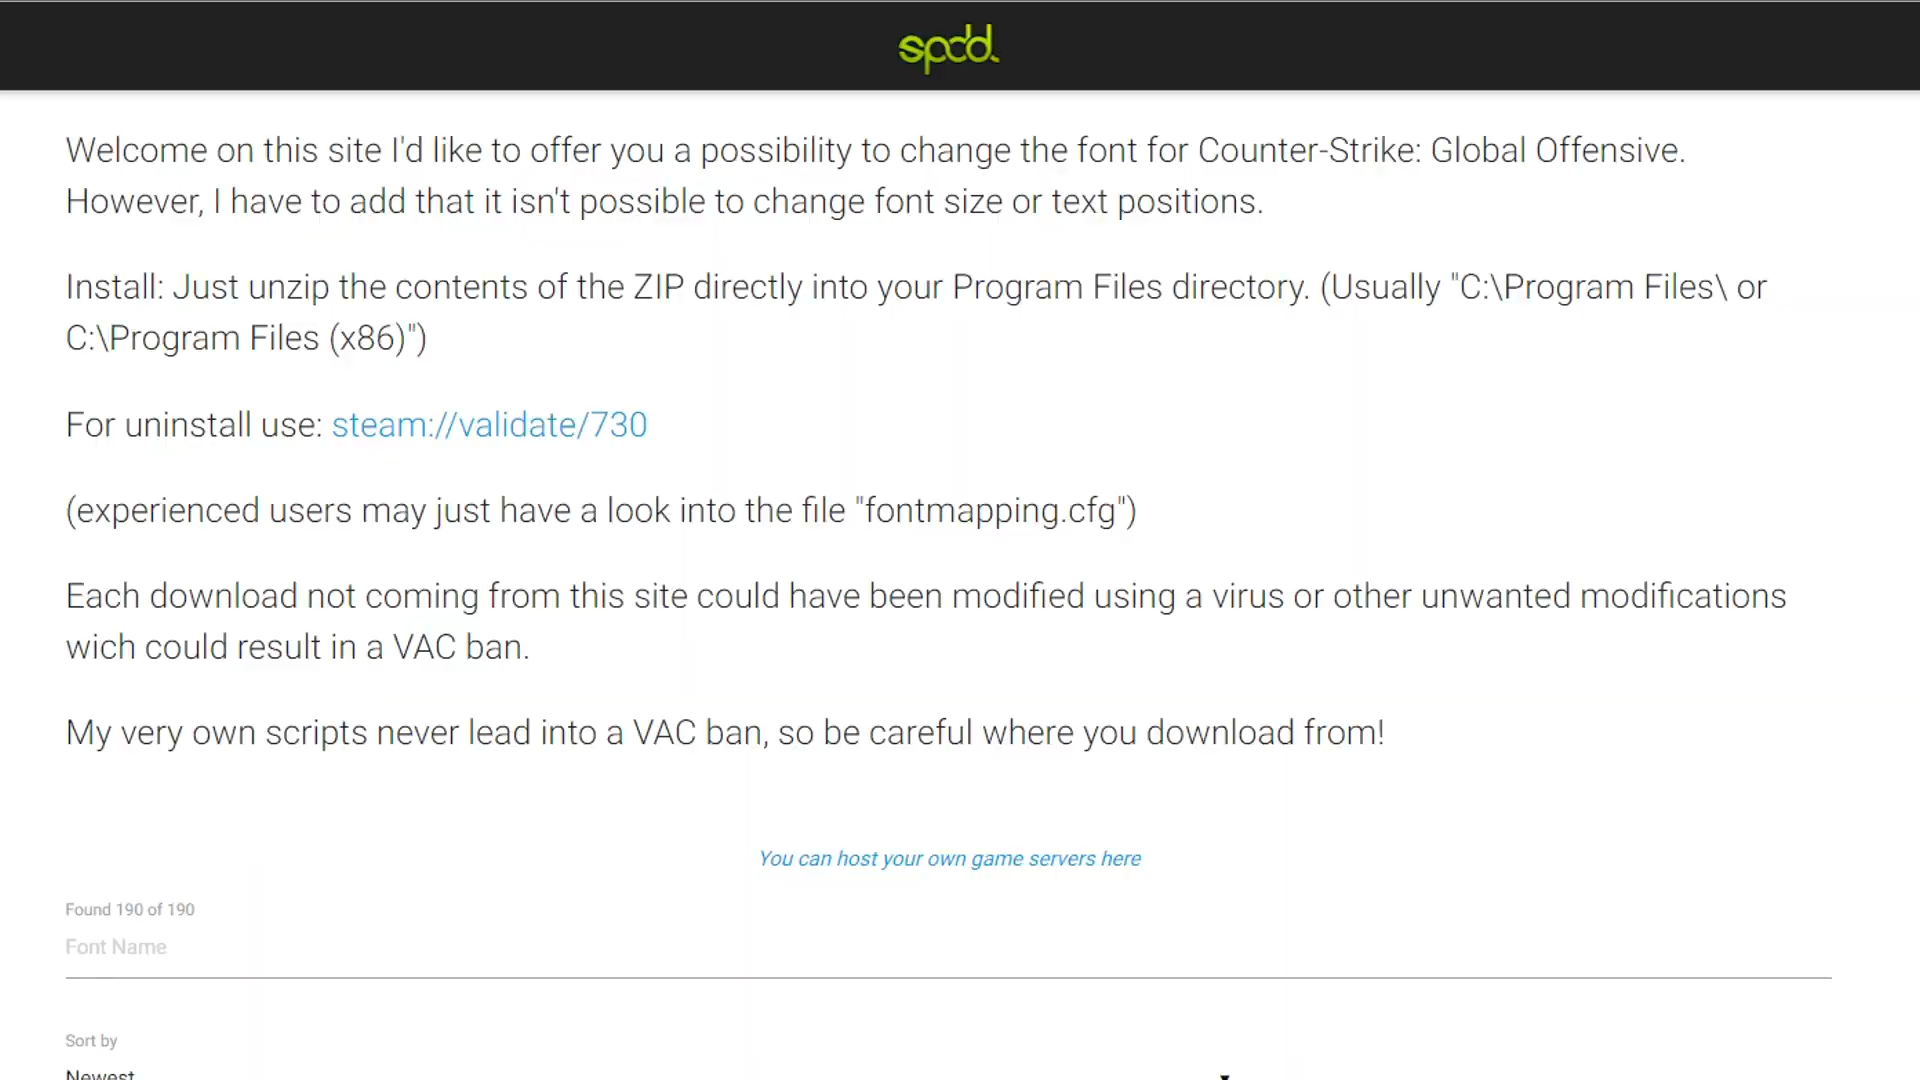 spdd.
Welcome on this site I'd like to offer you a possibility to change the font for Counter-Strike: Global Offensive.
However, I have to add that it isn't possible to change font size or text positions.
Install: Just unzip the contents of the ZIP directly into your Program Files directory. (Usually "C:\Program Files\ or
C:\Program Files (x86)")
For uninstall use: steam://validate/730
(experienced users may just have a look into the file "fontmapping.cfg")
Each download not coming from this site could have been modified using a virus or other unwanted modifications
wich could result in a VAC ban.
My very own scripts never lead into a VAC ban, so be careful where you download from!
You can host your own game servers here
Found 190 of 190
Font Name
Sort by
Newest